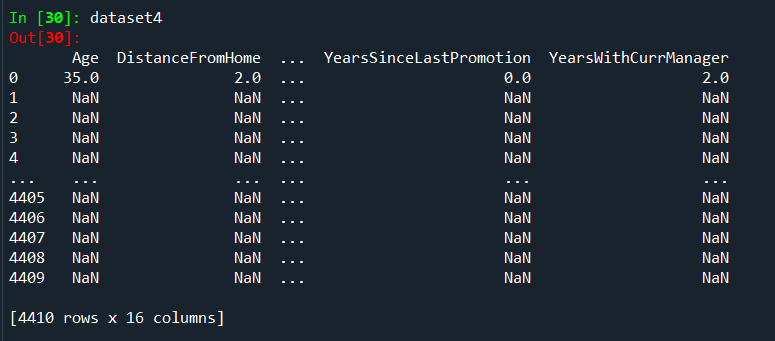 In [30]: dataset4
Out[30]:
Age DistanceFromHome ... YearsSinceLastPromotion YearsWithCurrManager
0 35.0 2.0 ... 0.0 2.0
1 NaN NaN ... NaN NaN
2 NaN NaN ... NaN NaN
3 NaN NaN ... NaN NaN
4 NaN NaN ... NaN NaN
... ... ... ... ... ...
4405 NaN NaN ... NaN NaN
4406 NaN NaN ... NaN NaN
4407 NaN NaN ... NaN NaN
4408 NaN NaN ... NaN NaN
4409 NaN NaN ... NaN NaN
[4410 rows x 16 columns]